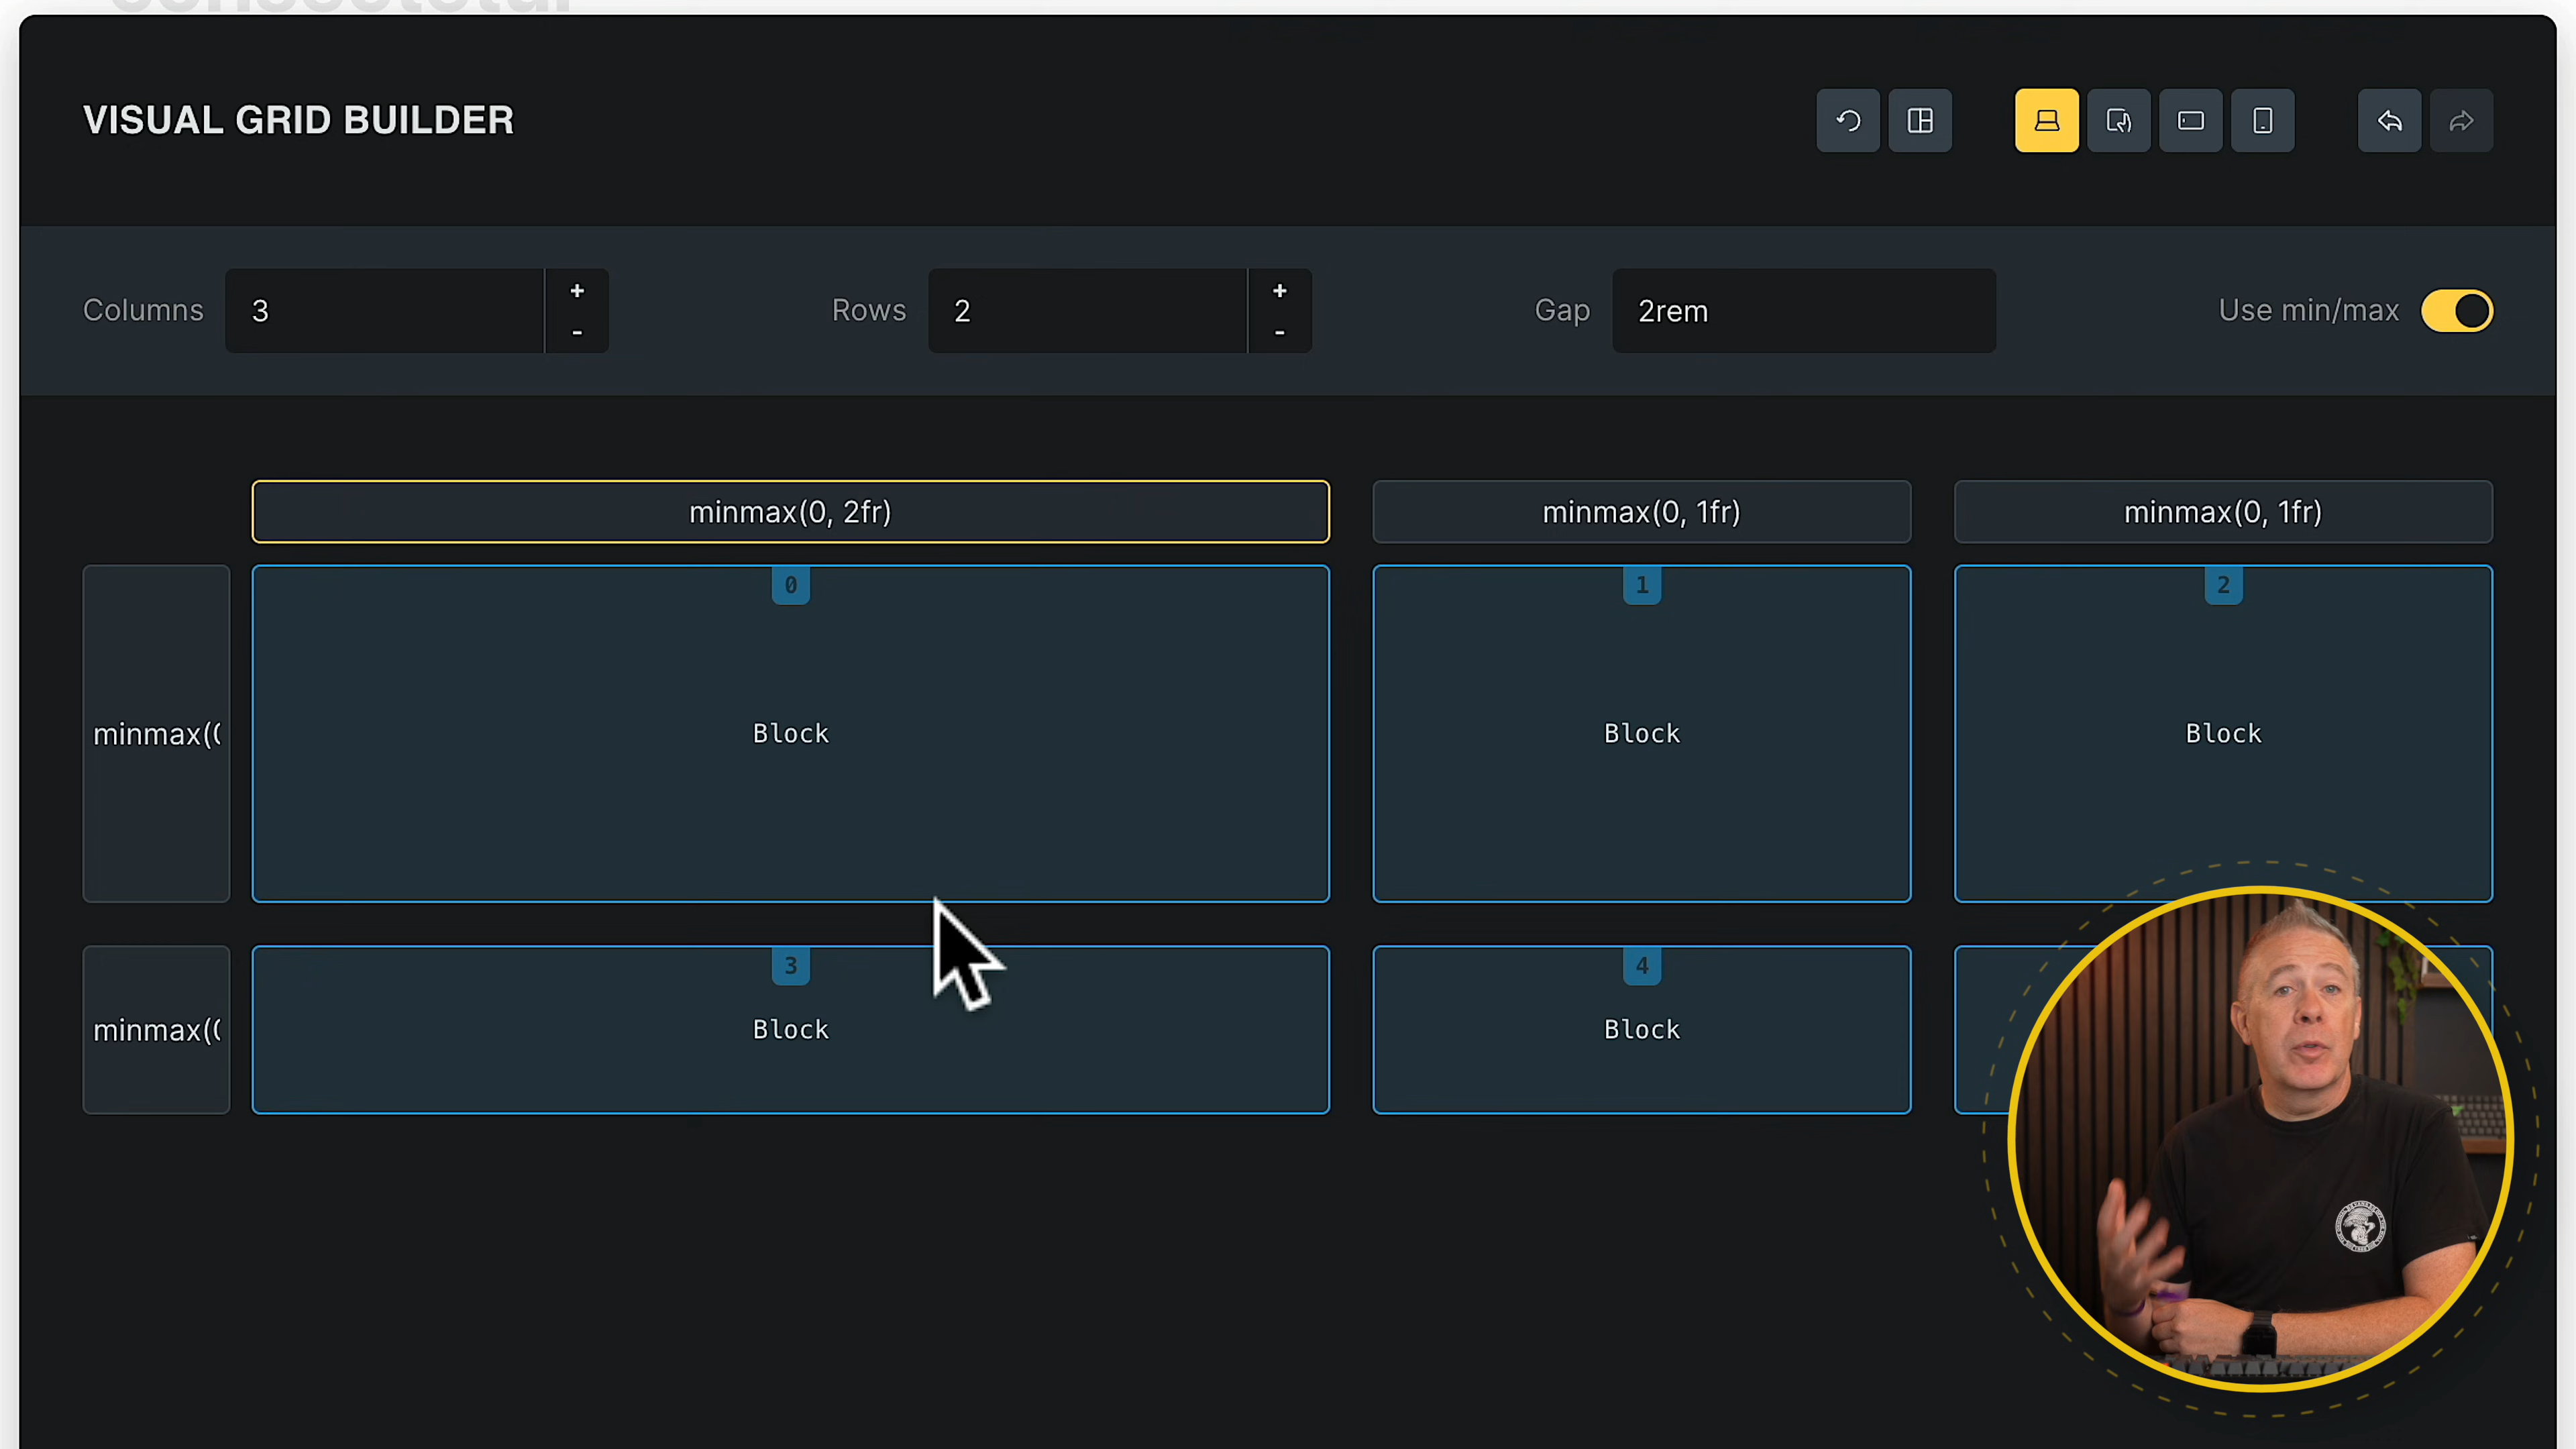 consectetur
VISUAL GRID BUILDER
Columns 3 + -
Rows 2 + -
Gap 2rem
Use min/max
minmax(0, 2fr) minmax(0, 1fr) minmax(0, 1fr)
0 1 2
minmax(( Block Block Block
3 4
minmax(( Block Block